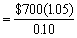 = $700(1.05)
0.10